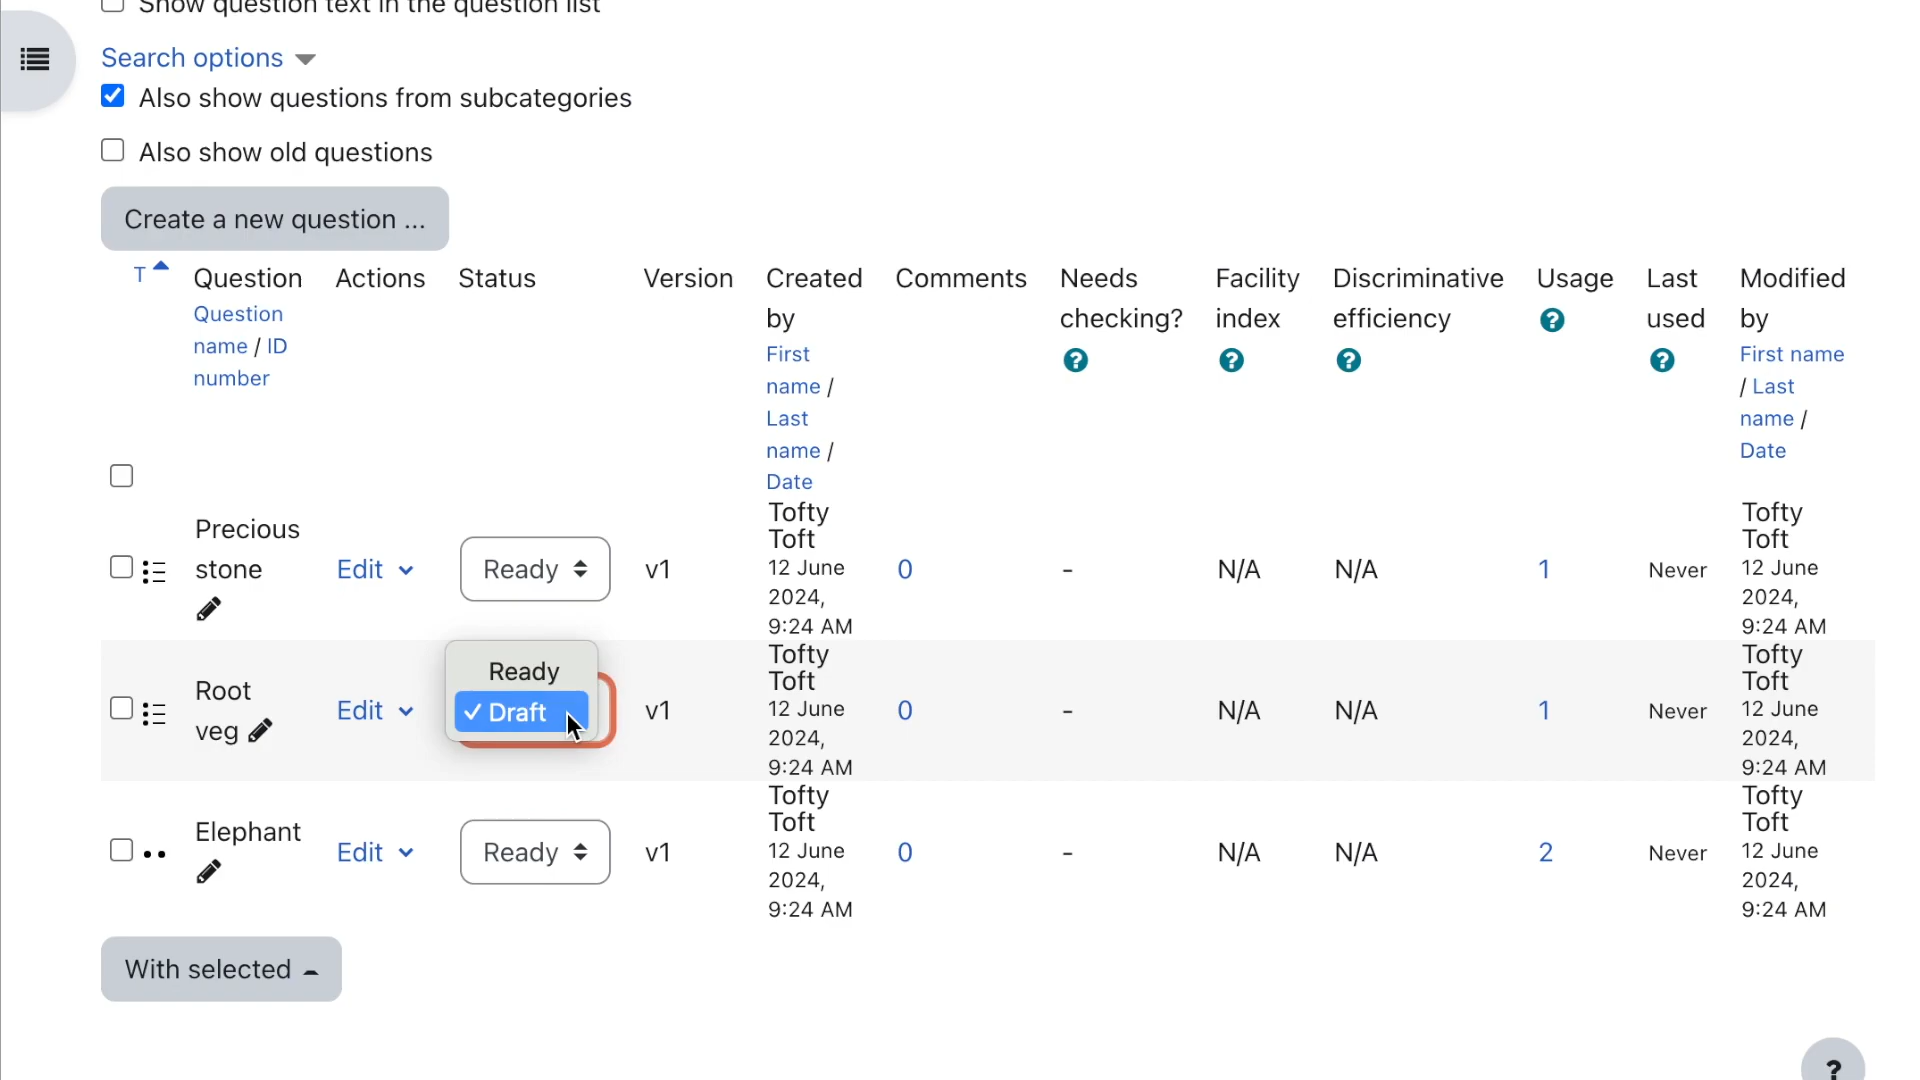 Show question text in the question list
Search options
Also show questions from subcategories
Also show old questions
Create a new question ...
T Question Actions Status Version Created Comments Needs Facility Discriminative Usage Last Modified
by checking? index efficiency used by
Question
name / ID
number
First
name /
Last
name /
Date
First name
/ Last
name /
Date
Precious
stone
Edit Ready v1
Tofty
Toft
12 June
2024,
9:24 AM
0 - N/A N/A 1 Never
Tofty
Toft
12 June
2024,
9:24 AM
Root
veg
Edit
Ready
✓ Draft
v1
Tofty
Toft
12 June
2024,
9:24 AM
0 - N/A N/A 1 Never
Tofty
Toft
12 June
2024,
9:24 AM
Elephant
Edit Ready v1
Tofty
Toft
12 June
2024,
9:24 AM
0 - N/A N/A 2 Never
Tofty
Toft
12 June
2024,
9:24 AM
With selected
?